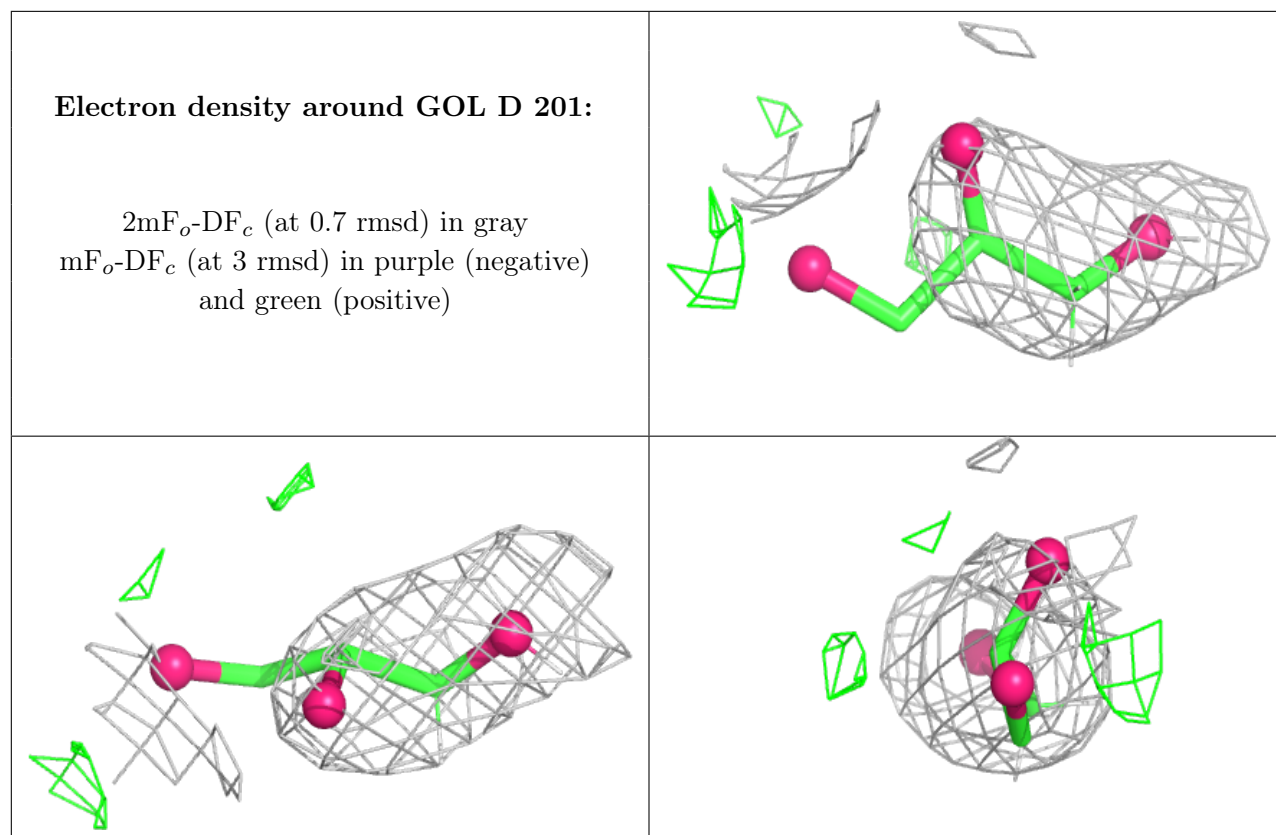 Electron density around GOL D 201:
2mFo-DFc (at 0.7 rmsd) in gray
mFo-DFc (at 3 rmsd) in purple (negative)
and green (positive)